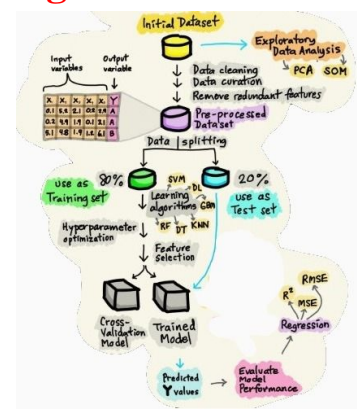 Initial Dataset
Exploratory
Data Analysis
PCA SOM
Input
variables
Output
variable
Data cleaning
Data curation
Remove redundant features
Pre-processed
Dataset
X. X. X. X. X. Y
Data splitting
80%
20%
Use as
Training set
Use as
Test set
SVM
DL
Learning
algorithms
GBM
RF DT KNN
Hyperparameter
optimization
Feature
Selection
Cross-
Validation
Model
Trained
Model
Predicted
Y values
Evaluate
Model
Performance
Regression
R²
MSE
RMSE